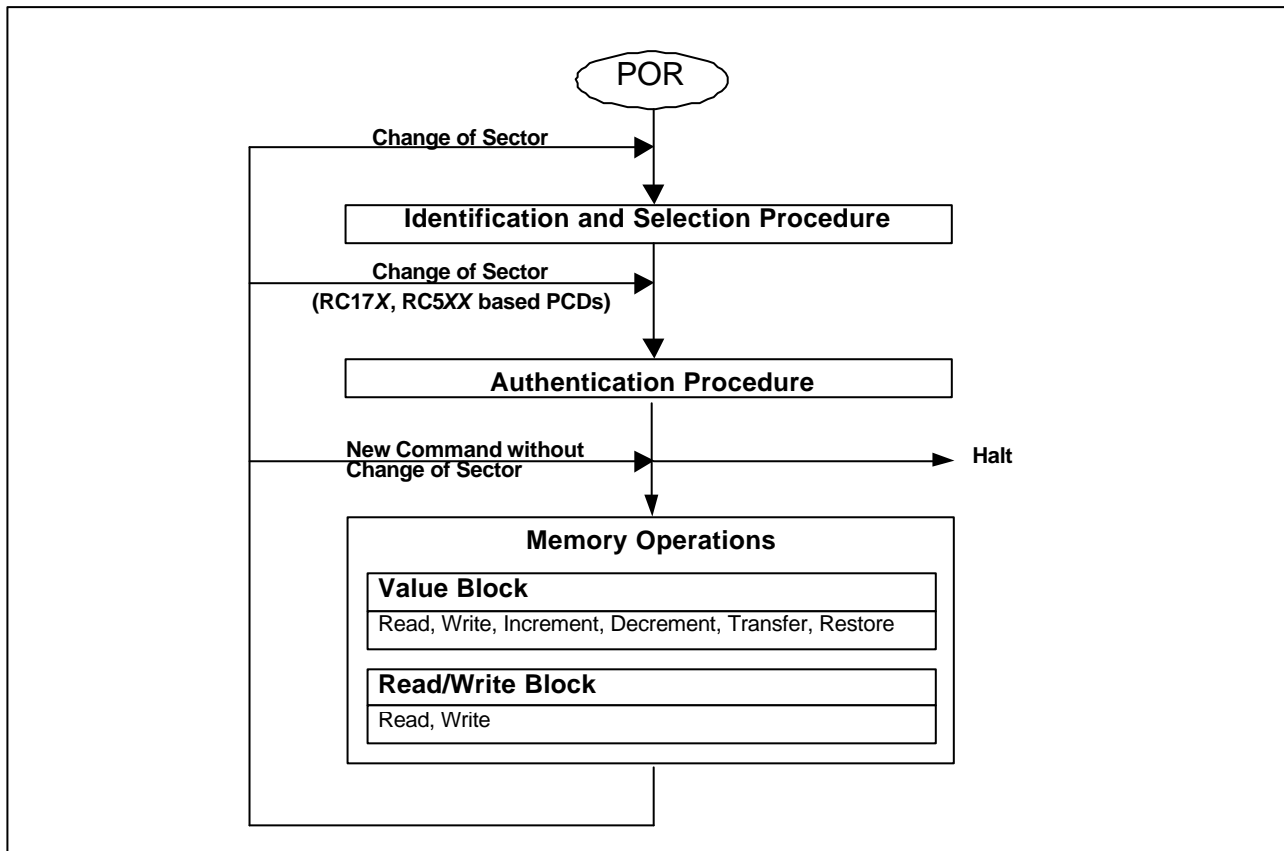 POR
Change of Sector
Identification and Selection Procedure
Change of Sector
(RC17X, RC5XX based PCDs)
Authentication Procedure
New Command without
Change of Sector
Halt
Memory Operations
Value Block
Read, Write, Increment, Decrement, Transfer, Restore
Read/Write Block
Read, Write